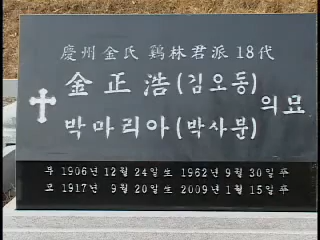 慶州金氏 鷄林君派 18代
金正浩(김오동)
박마리아(박사분)
의묘
부 1906년 12월 24일生 1962년 9월 30일卒
모 1917년 9월 20일生 2009年 1월 15일卒